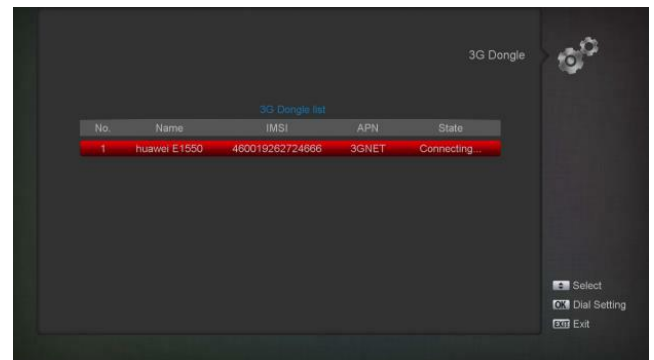 3G Dongle
3G Dongle list
No. Name IMSI APN State
1 huawei E1550 460019262724666 3GNET Connecting...
Select
OK Dial Setting
EXIT Exit